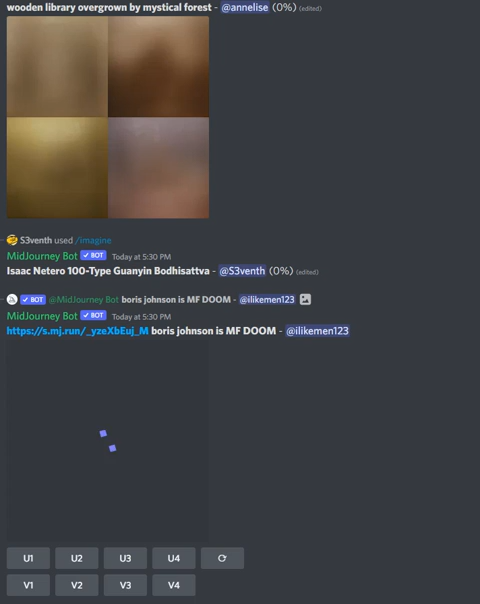 wooden library overgrown by mystical forest - @annelise (0%) (edited)
S3venth used /imagine
MidJourney Bot ✓ BOT Today at 5:30 PM
Isaac Netero 100-Type Guanyin Bodhisattva - @S3venth (0%) (edited)
✓ BOT @MidJourney Bot boris johnson is MF DOOM - @ilikemen123
MidJourney Bot ✓ BOT Today at 5:30 PM
https://s.mj.run/_yzeXbEuj_M boris johnson is MF DOOM - @ilikemen123
U1 U2 U3 U4
V1 V2 V3 V4